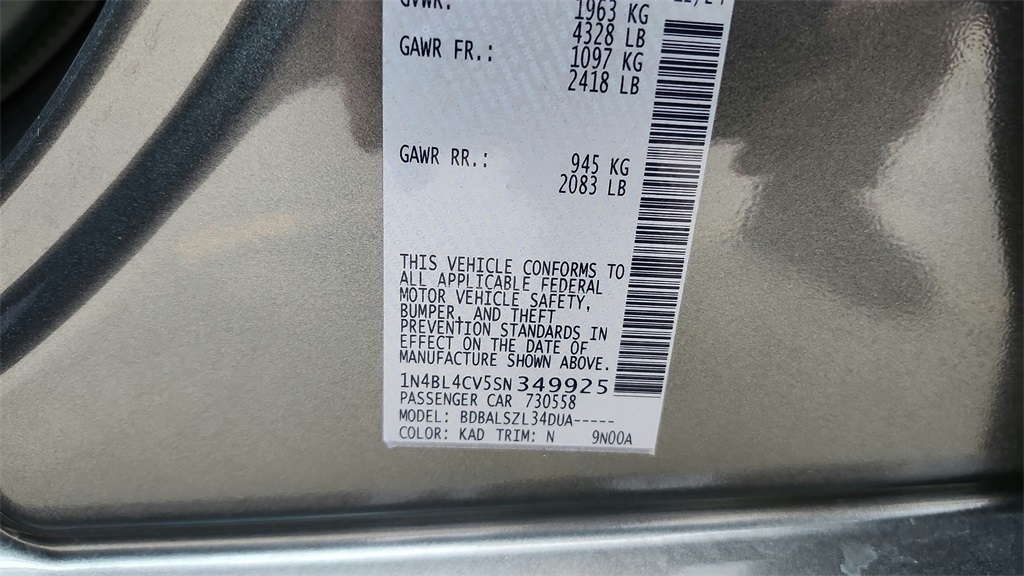 GVWR: 1963 KG
4328 LB
GAWR FR.: 1097 KG
2418 LB
GAWR RR.: 945 KG
2083 LB
THIS VEHICLE CONFORMS TO
ALL APPLICABLE FEDERAL
MOTOR VEHICLE SAFETY,
BUMPER, AND THEFT
PREVENTION STANDARDS IN
EFFECT ON THE DATE OF
MANUFACTURE SHOWN ABOVE.
1N4BL4CV5SN349925
PASSENGER CAR 730558
MODEL: BDBALSZL34DUA-----
COLOR: KAD TRIM: N 9N00A